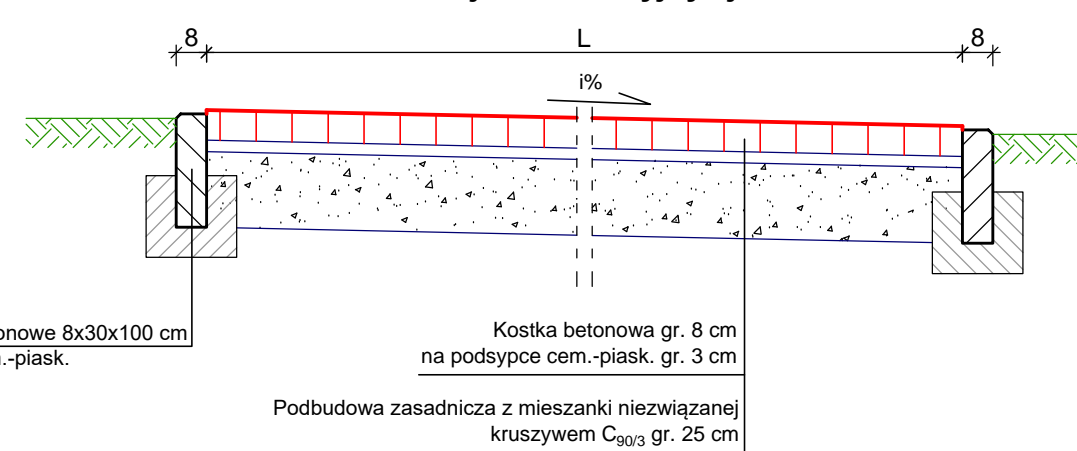 8 L 8
i%
8x30x100 cm
Kostka betonowa gr. 8 cm
na podsypce cem.-piask. gr. 3 cm
-piask.
Podbudowa zasadnicza z mieszanki niezwiązanej
kruszywem C90/3 gr. 25 cm